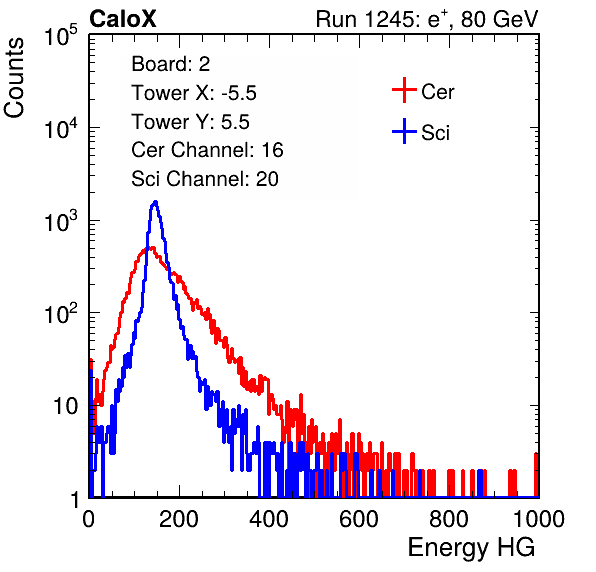 CaloX Run 1245: e⁺, 80 GeV
Counts
10⁵
10⁴
10³
10²
10
1
Board: 2
Tower X: -5.5
Tower Y: 5.5
Cer Channel: 16
Sci Channel: 20
Cer
Sci
0 200 400 600 800 1000
Energy HG